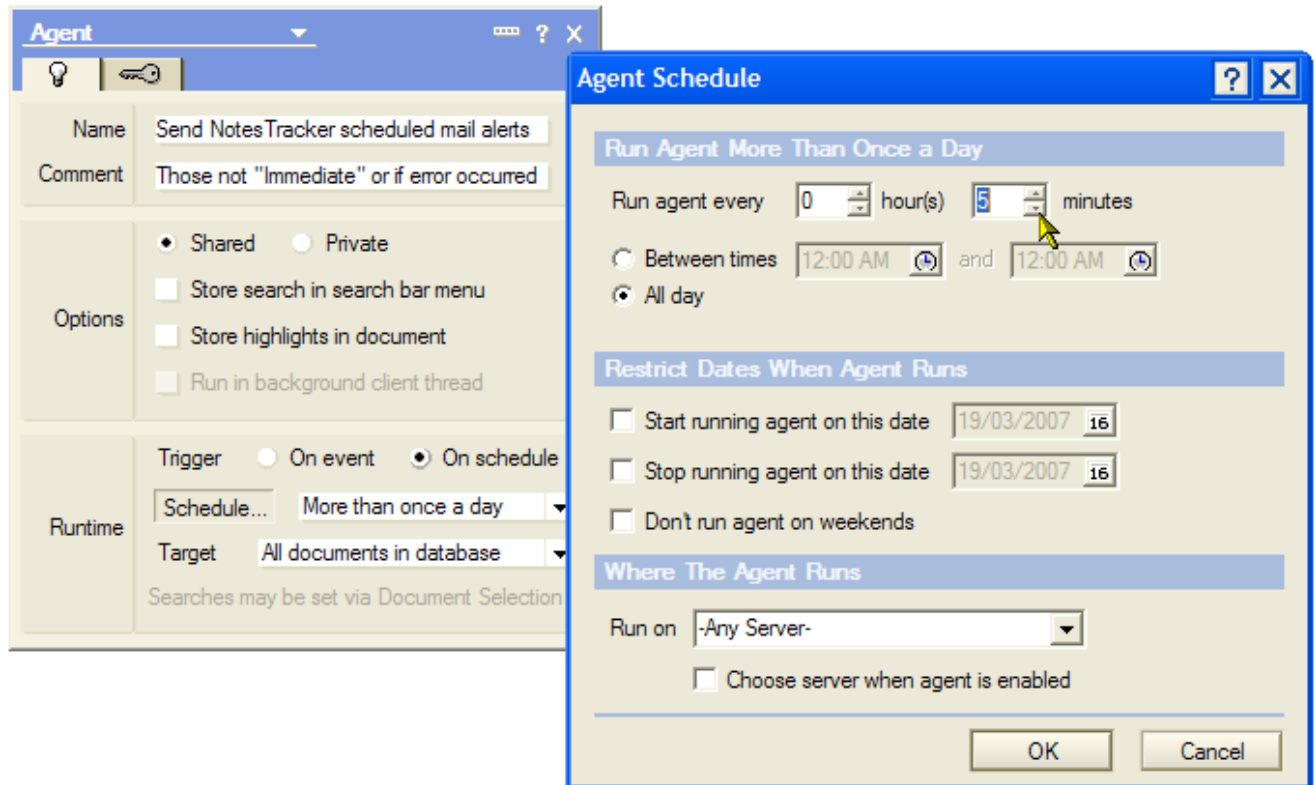 Agent
Name Send NotesTracker scheduled mail alerts
Comment Those not "Immediate" or if error occurred
Options
Shared Private
Store search in search bar menu
Store highlights in document
Run in background client thread
Runtime
Trigger On event On schedule
Schedule... More than once a day
Target All documents in database
Searches may be set via Document Selection
Agent Schedule
Run Agent More Than Once a Day
Run agent every 0 hour(s) 5 minutes
Between times 12:00 AM and 12:00 AM
All day
Restrict Dates When Agent Runs
Start running agent on this date 19/03/2007 16
Stop running agent on this date 19/03/2007 16
Don't run agent on weekends
Where The Agent Runs
Run on -Any Server-
Choose server when agent is enabled
OK Cancel